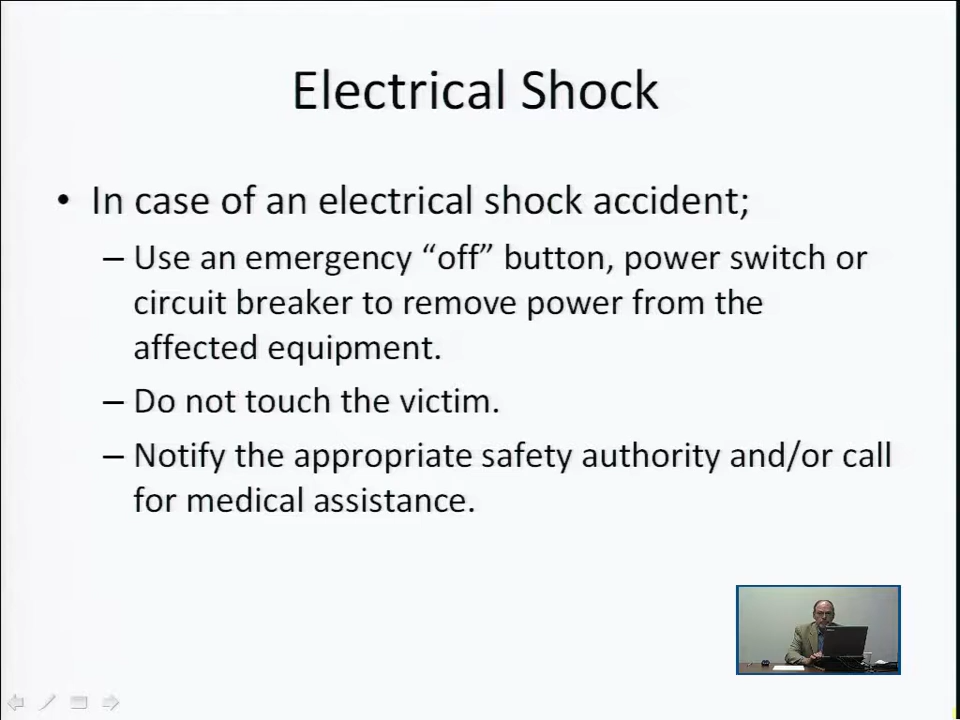 Electrical Shock
• In case of an electrical shock accident;
– Use an emergency “off” button, power switch or
circuit breaker to remove power from the
affected equipment.
– Do not touch the victim.
– Notify the appropriate safety authority and/or call
for medical assistance.